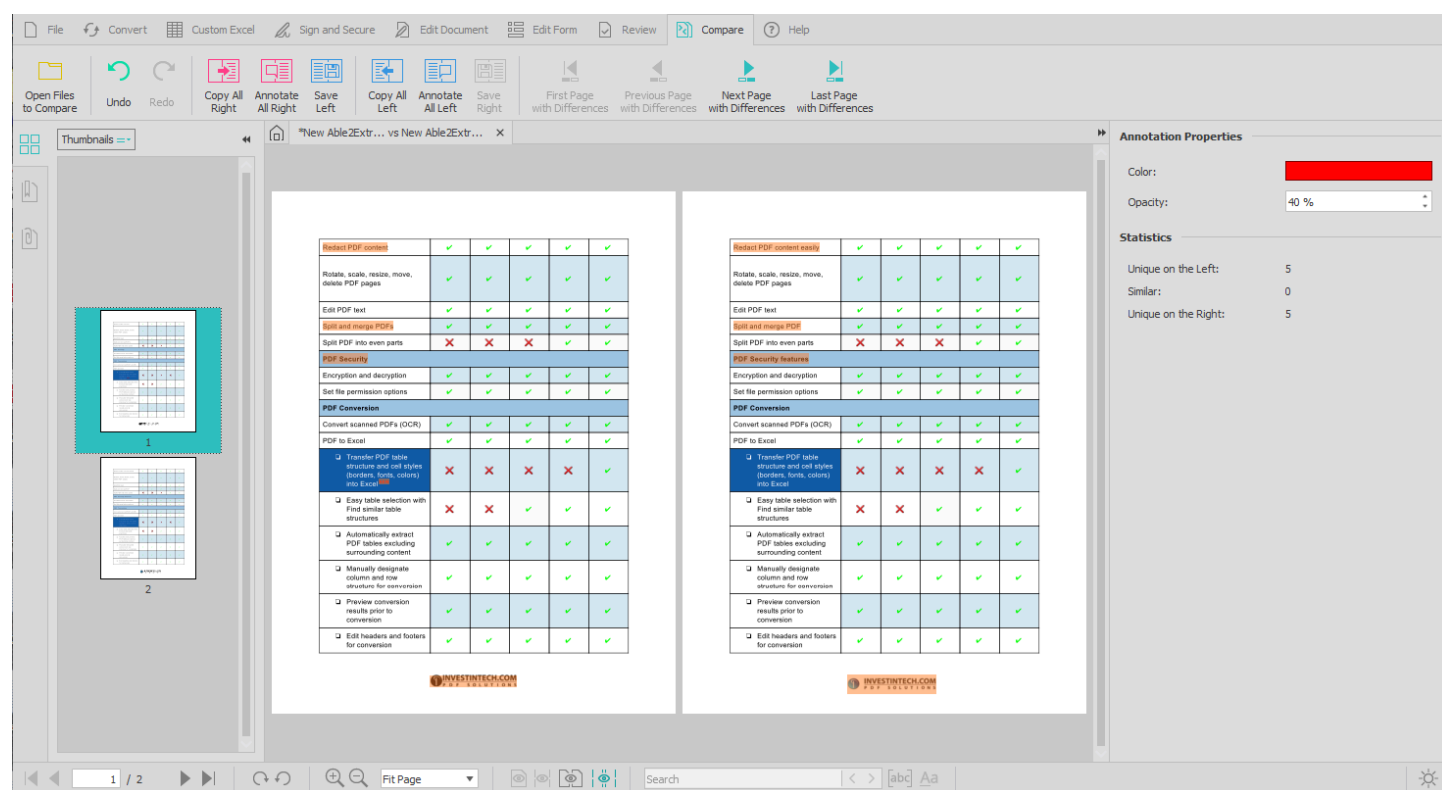 File Convert Custom Excel Sign and Secure Edit Document Edit Form Review Compare Help
Open Files
to Compare
Undo
Redo
Copy All
Right
Annotate
All Right
Save
Left
Copy All
Left
Annotate
All Left
Save
Right
First Page
with Differences
Previous Page
with Differences
Next Page
with Differences
Last Page
with Differences
Thumbnails
*New Able2Extr... vs New Able2Extr...
1
2
Redact PDF content
Rotate, scale, resize, move,
delete PDF pages
Edit PDF text
Split and merge PDFs
Split PDF into even parts
PDF Security
Encryption and decryption
Set file permission options
PDF Conversion
Convert scanned PDFs (OCR)
PDF to Excel
Transfer PDF table
structure and cell styles
(borders, fonts, colors)
into Excel
Easy table selection with
Find similar table
structures
Automatically extract
PDF tables excluding
surrounding content
Manually designate
column and row
structure for conversion
Preview conversion
results prior to
conversion
Edit headers and footers
for conversion
INVESTINTECH.COM
PDF SOLUTIONS
Redact PDF content easily
Rotate, scale, resize, move,
delete PDF pages
Edit PDF text
Split and merge PDF
Split PDF into even parts
PDF Security features
Encryption and decryption
Set file permission options
PDF Conversion
Convert scanned PDFs (OCR)
PDF to Excel
Transfer PDF table
structure and cell styles
(borders, fonts, colors)
into Excel
Easy table selection with
Find similar table
structures
Automatically extract
PDF tables excluding
surrounding content
Manually designate
column and row
structure for conversion
Preview conversion
results prior to
conversion
Edit headers and footers
for conversion
INVESTINTECH.COM
PDF SOLUTIONS
Annotation Properties
Color:
Opacity: 40 %
Statistics
Unique on the Left: 5
Similar: 0
Unique on the Right: 5
1 / 2
Fit Page
Search
abc Aa